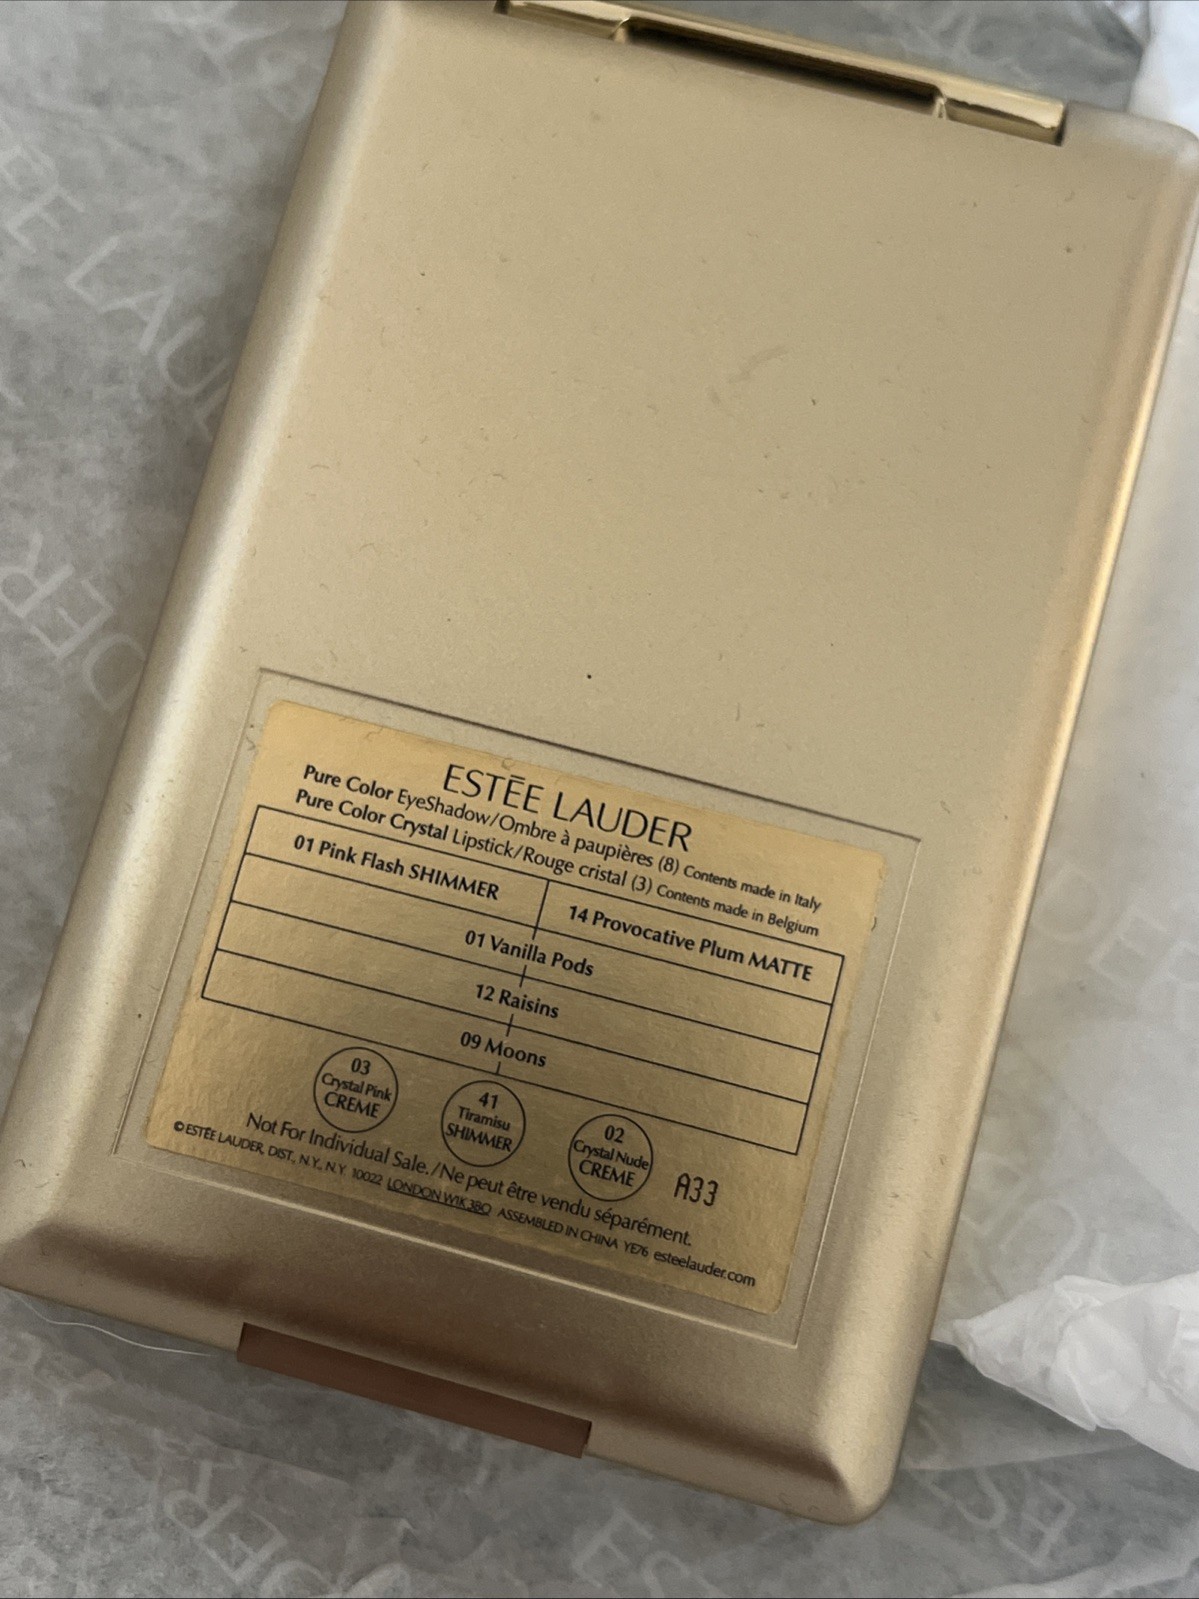 ESTĒE LAUDER
Pure Color EyeShadow/Ombre à paupières (8) Contents made in Italy
Pure Color Crystal Lipstick/Rouge cristal (3) Contents made in Belgium
01 Pink Flash SHIMMER
14 Provocative Plum MATTE
01 Vanilla Pods
12 Raisins
09 Moons
03
Crystal Pink
CREME
41
Tiramisu
SHIMMER
02
Crystal Nude
CREME
A33
Not For Individual Sale./Ne peut être vendu séparément.
©ESTĒE LAUDER, DIST., N.Y., N.Y. 10022 LONDON W1K 3BQ ASSEMBLED IN CHINA YE76 esteelauder.com